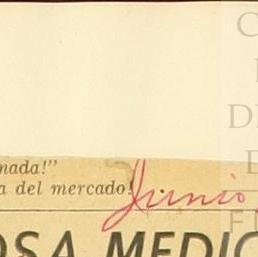 nada!"
a del mercado!
Junio
OSA MEDIC